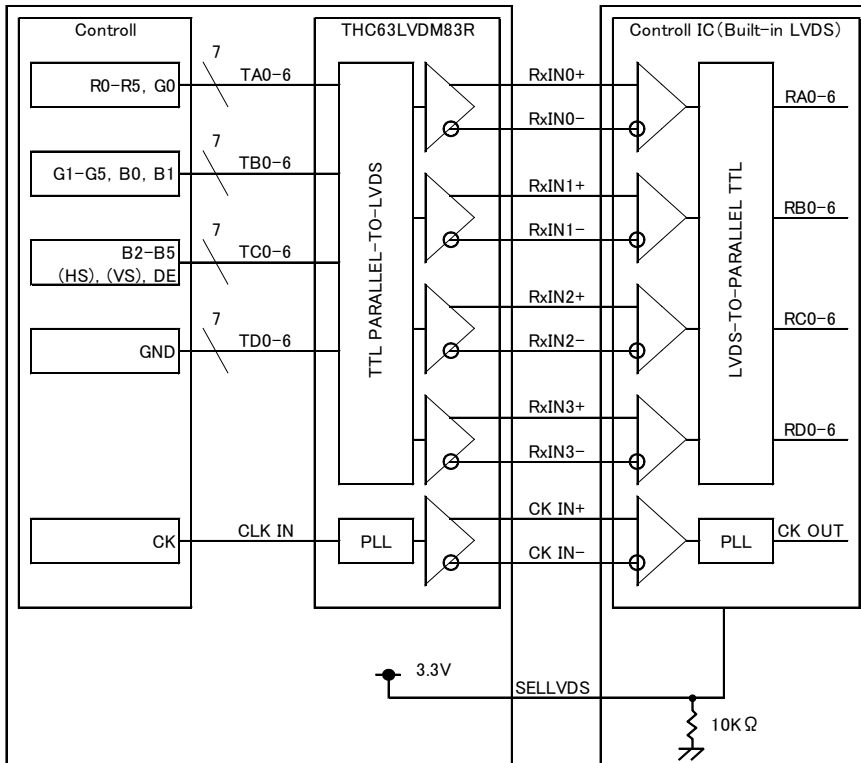 Controll
THC63LVDM83R
Controll IC(Built-in LVDS)
R0-R5, G0
7
TA0-6
RxIN0+
RxIN0-
RA0-6
G1-G5, B0, B1
7
TB0-6
RxIN1+
RxIN1-
RB0-6
B2-B5
(HS), (VS), DE
7
TC0-6
RxIN2+
RxIN2-
RC0-6
GND
7
TD0-6
RxIN3+
RxIN3-
RD0-6
TTL PARALLEL-TO-LVDS
LVDS-TO-PARALLEL TTL
CK
CLK IN
PLL
CK IN+
CK IN-
PLL
CK OUT
3.3V
SELLVDS
10KΩ